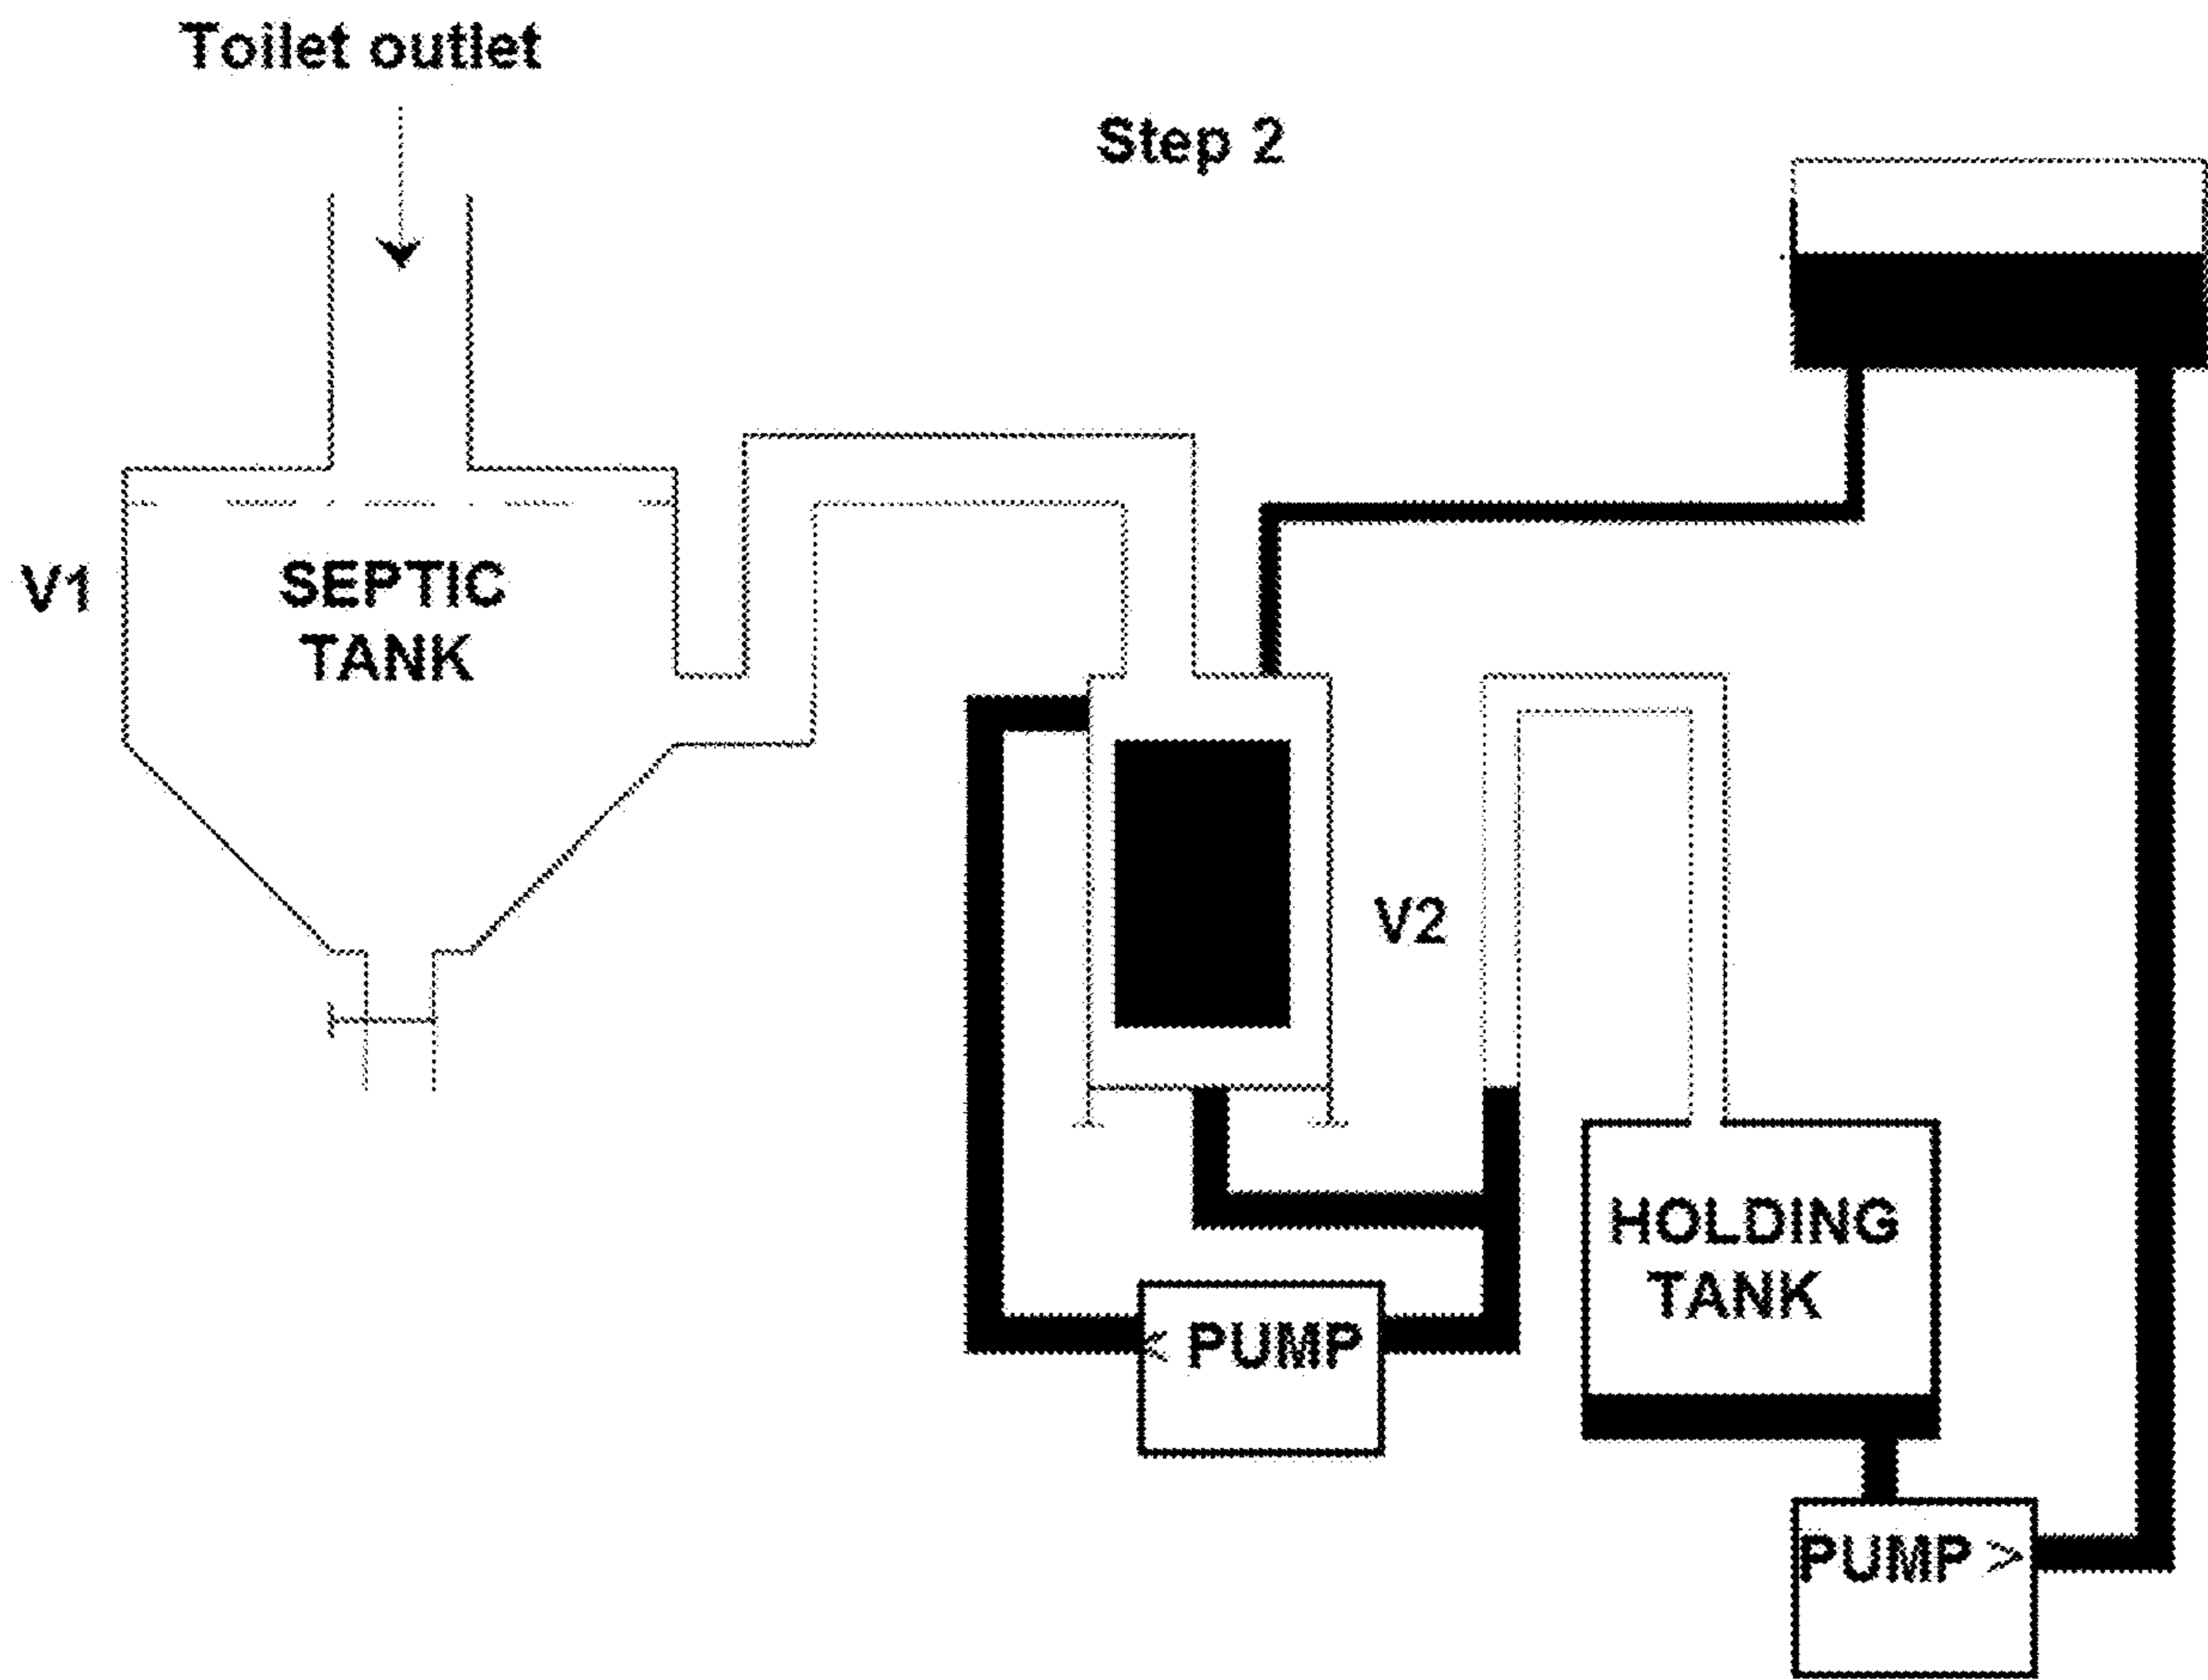 Toilet outlet
Step 2
V1
SEPTIC
TANK
V2
HOLDING
TANK
< PUMP
PUMP >